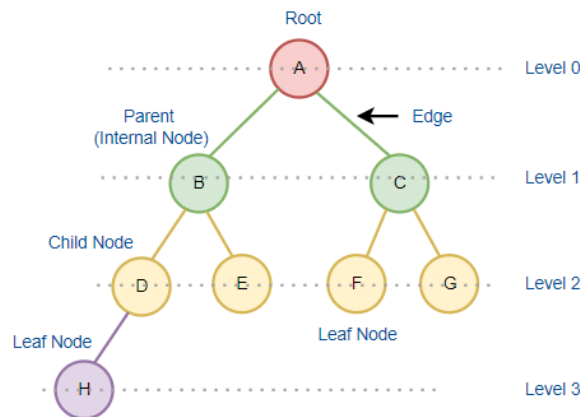 Root
A
Level 0
Parent
(Internal Node)
Edge
B
C
Level 1
Child Node
D
E
F
G
Level 2
Leaf Node
Leaf Node
H
Level 3